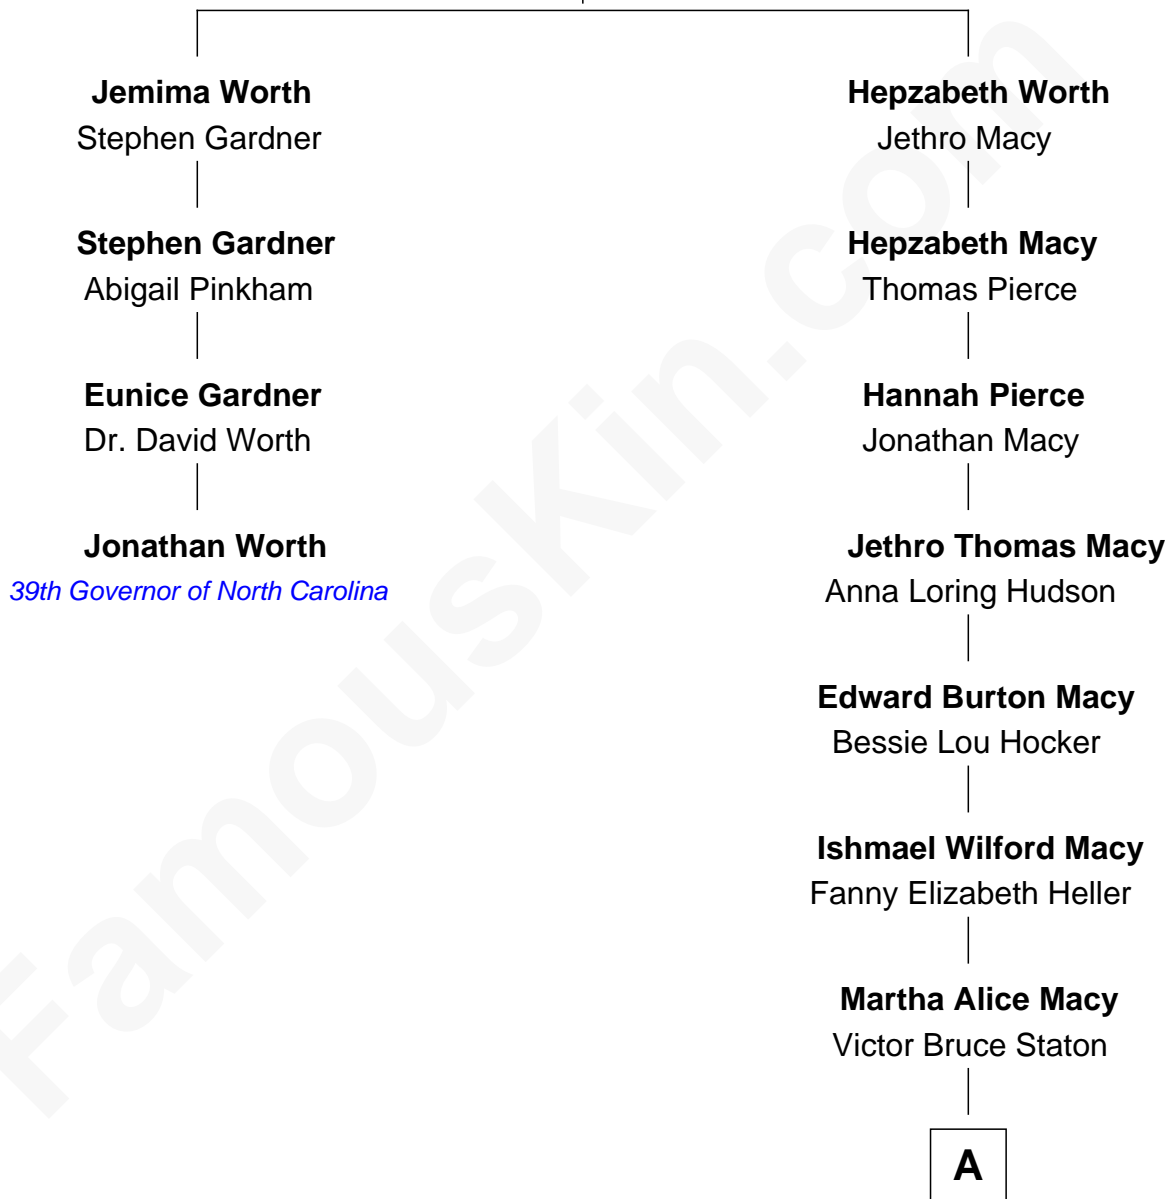 Jemima Worth
Stephen Gardner
Stephen Gardner
Abigail Pinkham
Eunice Gardner
Dr. David Worth
Jonathan Worth
39th Governor of North Carolina
Hepzabeth Worth
Jethro Macy
Hepzabeth Macy
Thomas Pierce
Hannah Pierce
Jonathan Macy
Jethro Thomas Macy
Anna Loring Hudson
Edward Burton Macy
Bessie Lou Hocker
Ishmael Wilford Macy
Fanny Elizabeth Heller
Martha Alice Macy
Victor Bruce Staton
A
FamousKin.com